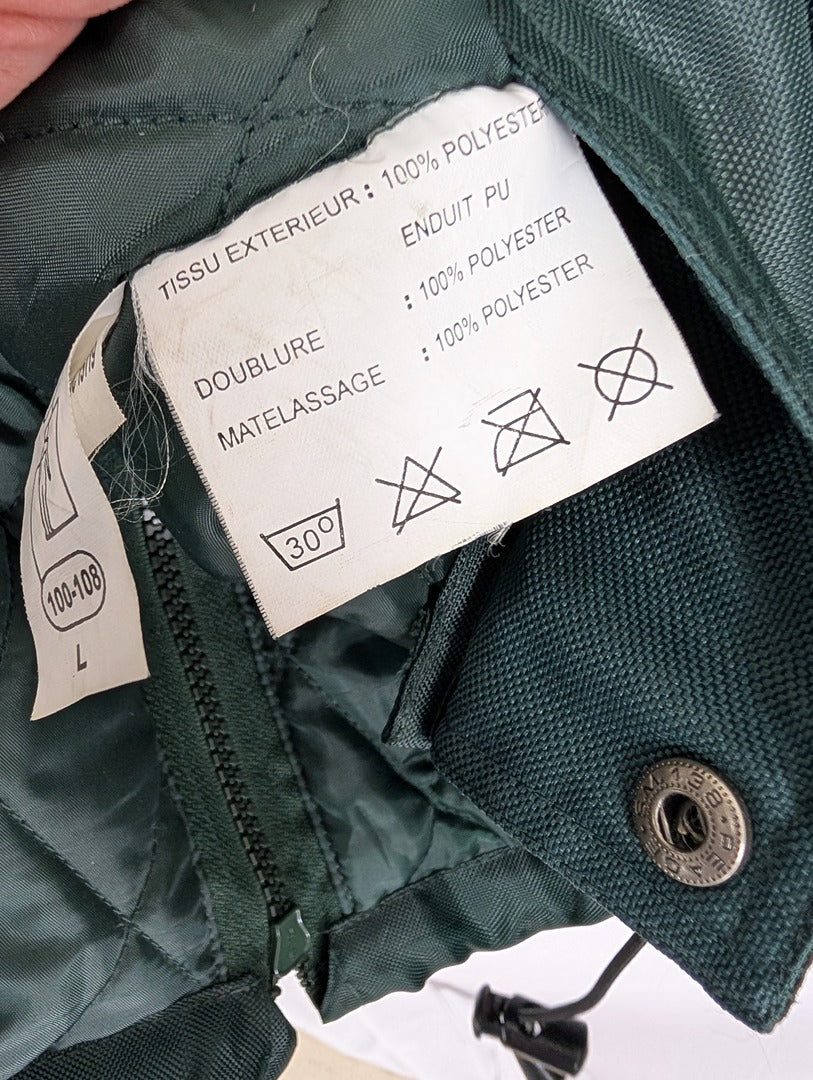 TISSU EXTERIEUR : 100% POLYESTER
ENDUIT PU
DOUBLURE : 100% POLYESTER
MATELASSAGE : 100% POLYESTER
30°
100-108
L